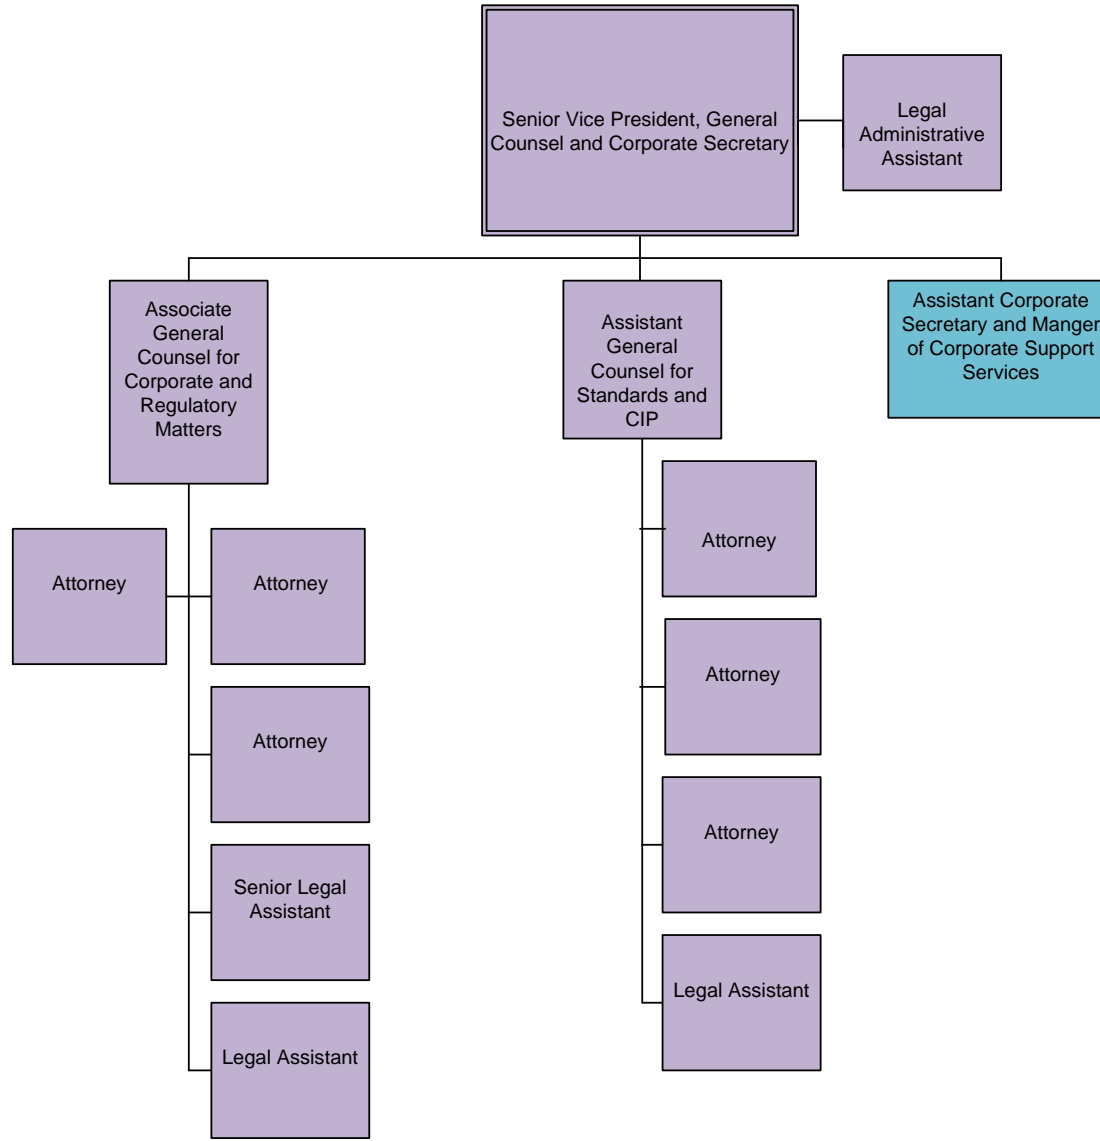 Senior Vice President, General
Counsel and Corporate Secretary
Legal
Administrative
Assistant
Associate
General
Counsel for
Corporate and
Regulatory
Matters
Assistant
General
Counsel for
Standards and
CIP
Assistant Corporate
Secretary and Manger
of Corporate Support
Services
Attorney
Attorney
Attorney
Senior Legal
Assistant
Legal Assistant
Attorney
Attorney
Attorney
Legal Assistant